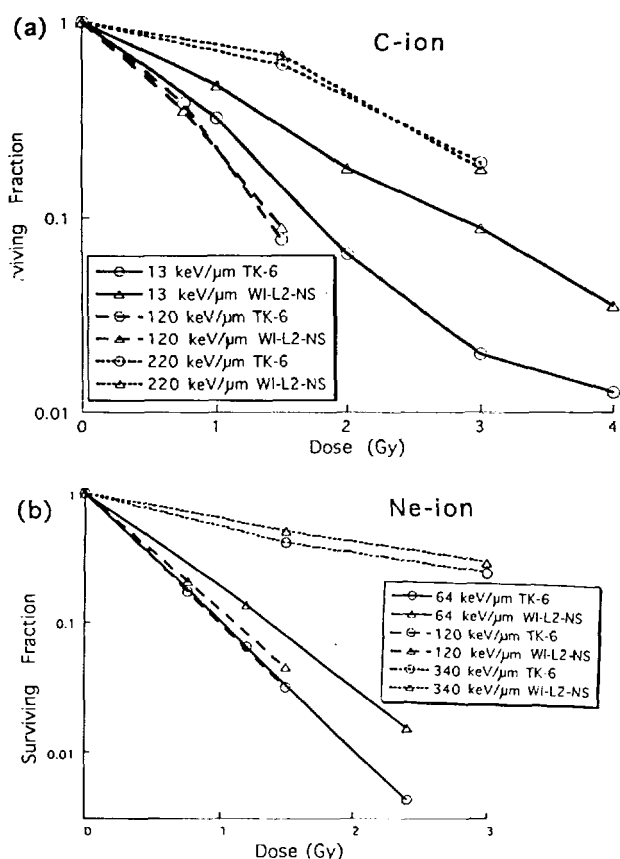 (a)
C-ion
1
0.1
0.01
viving Fraction
13 keV/μm TK-6
13 keV/μm WI-L2-NS
120 keV/μm TK-6
120 keV/μm WI-L2-NS
220 keV/μm TK-6
220 keV/μm WI-L2-NS
0 1 2 3 4
Dose (Gy)
(b)
Ne-ion
1
0.1
0.01
Surviving Fraction
64 keV/μm TK-6
64 keV/μm WI-L2-NS
120 keV/μm TK-6
120 keV/μm WI-L2-NS
340 keV/μm TK-6
340 keV/μm WI-L2-NS
0 1 2 3
Dose (Gy)